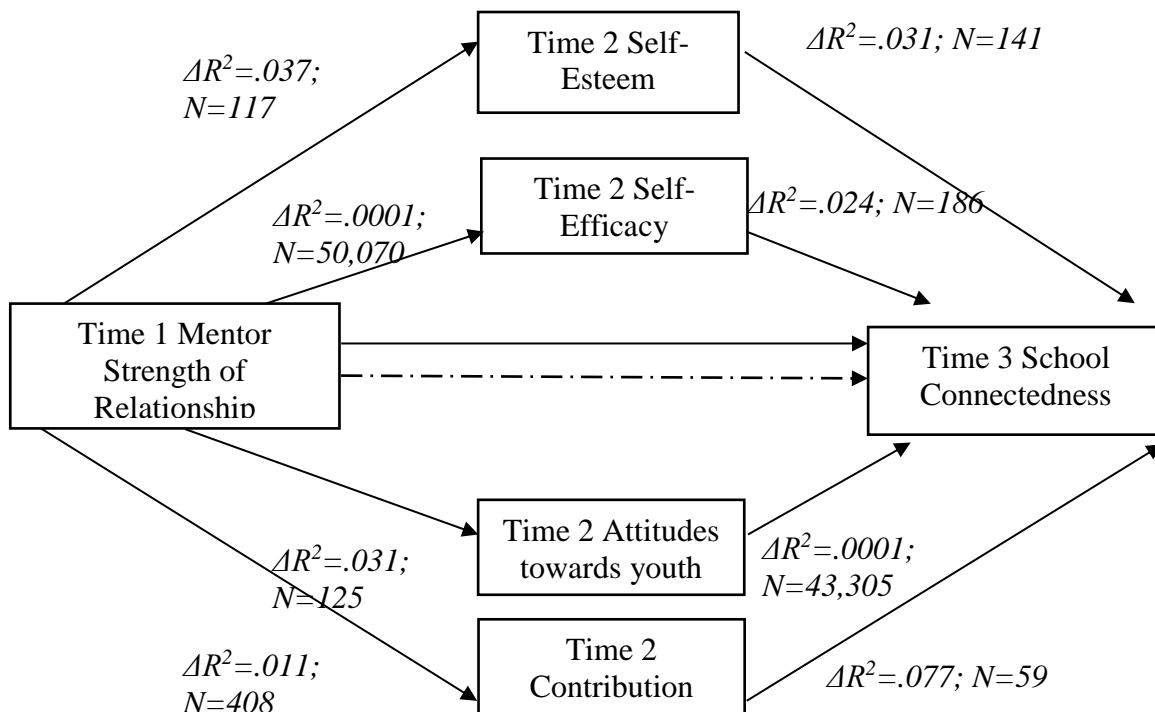 Time 2 Self-
Esteem
ΔR²=.031; N=141
ΔR²=.037;
N=117
Time 2 Self-
Efficacy
ΔR²=.024; N=186
ΔR²=.0001;
N=50,070
Time 1 Mentor
Strength of
Relationship
Time 3 School
Connectedness
Time 2 Attitudes
towards youth
ΔR²=.031;
N=125
ΔR²=.0001;
N=43,305
Time 2
Contribution
ΔR²=.011;
N=408
ΔR²=.077; N=59